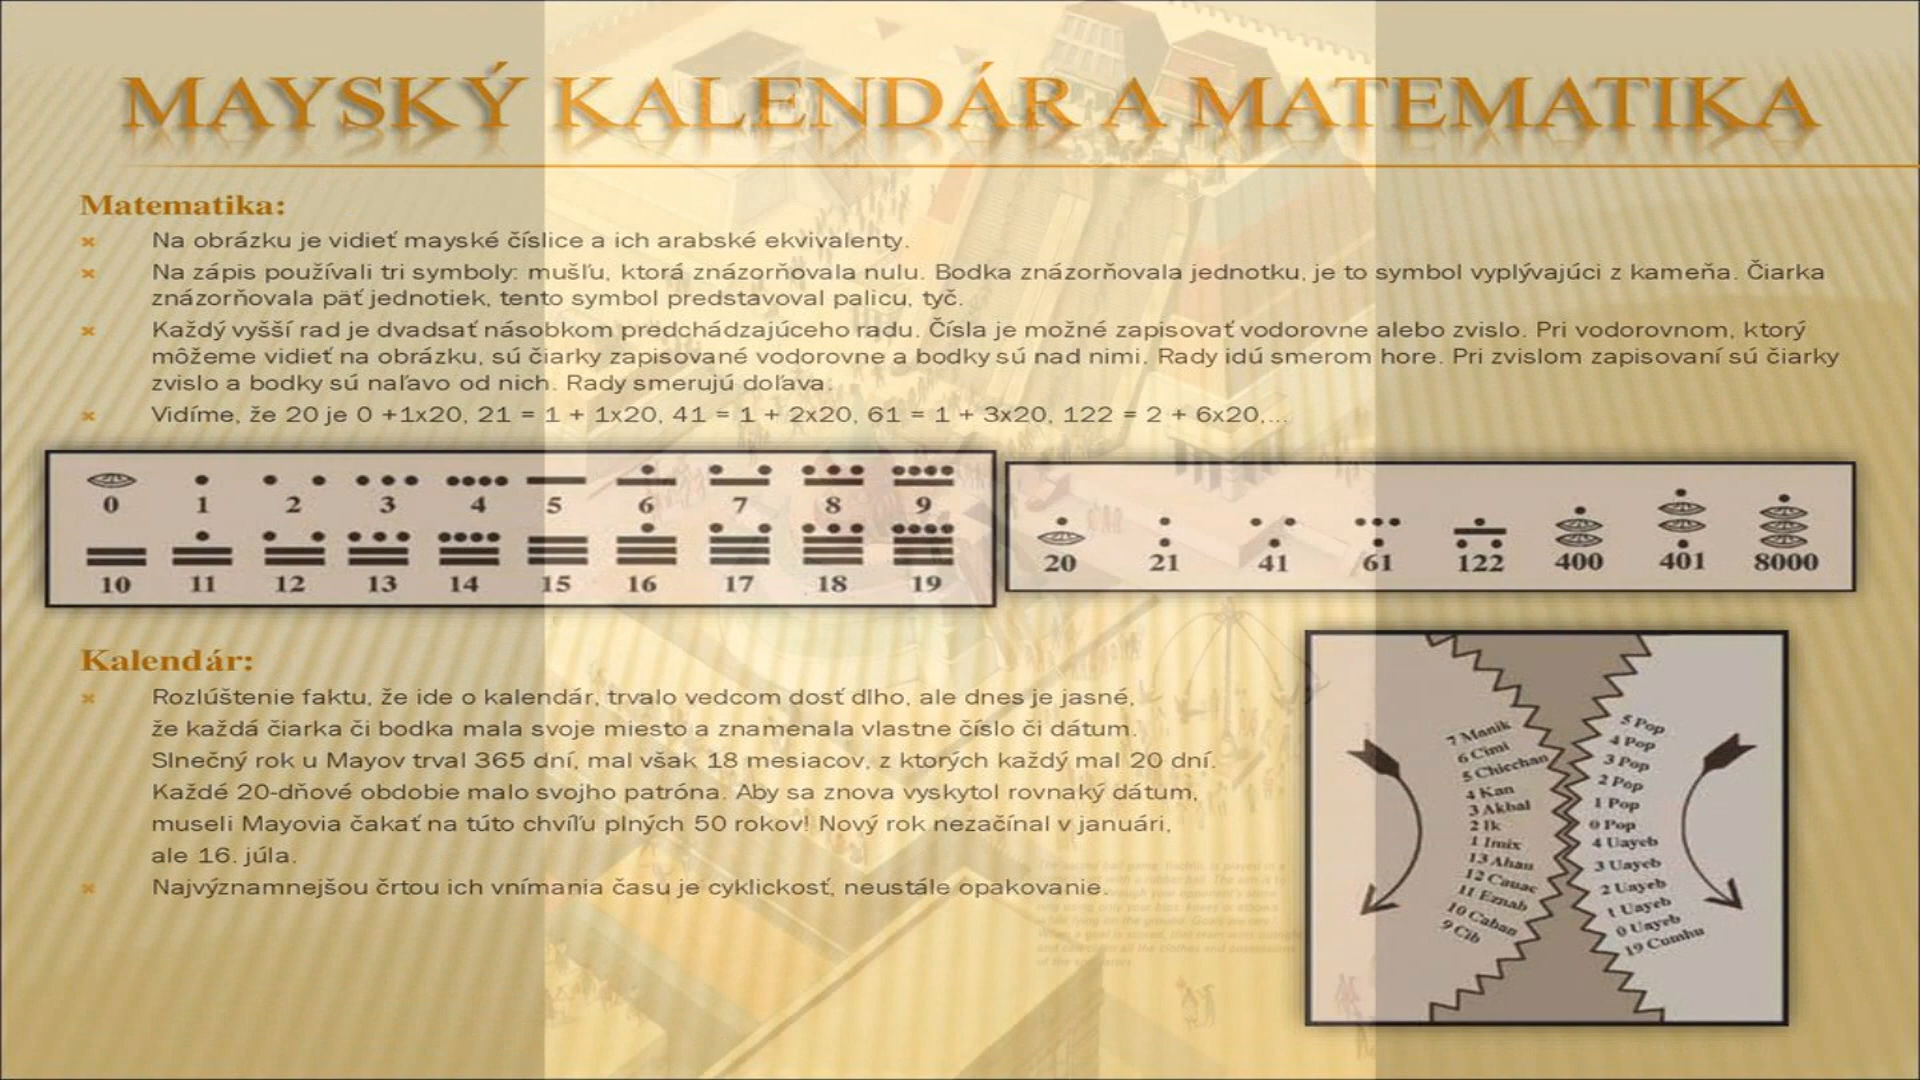 MAYSKÝ KALENDÁR A MATEMATIKA
Matematika:
Na obrázku je vidieť mayské číslice a ich arabské ekvivalenty.
Na zápis používali tri symboly: mušľu, ktorá znázorňovala nulu. Bodka znázorňovala jednotku, je to symbol vyplývajúci z kameňa. Čiarka
znázorňovala päť jednotiek, tento symbol predstavoval palicu, tyč.
Každý vyšší rad je dvadsať násobkom predchádzajúceho radu. Čísla je možné zapisovať vodorovne alebo zvislo. Pri vodorovnom, ktorý
môžeme vidieť na obrázku, sú čiarky zapisované vodorovne a bodky sú nad nimi. Rady idú smerom hore. Pri zvislom zapisovaní sú čiarky
zvislo a bodky sú naľavo od nich. Rady smerujú doľava.
Vidíme, že 20 je 0 +1x20, 21 = 1 + 1x20, 41 = 1 + 2x20, 61 = 1 + 3x20, 122 = 2 + 6x20,...
0 1 2 3 4 5 6 7 8 9
10 11 12 13 14 15 16 17 18 19
20 21 41 61 122 400 401 8000
Kalendár:
Rozlúštenie faktu, že ide o kalendár, trvalo vedcom dosť dlho, ale dnes je jasné,
že každá čiarka či bodka mala svoje miesto a znamenala vlastne číslo či dátum.
Slnečný rok u Mayov trval 365 dní, mal však 18 mesiacov, z ktorých každý mal 20 dní.
Každé 20-dňové obdobie malo svojho patróna. Aby sa znova vyskytol rovnaký dátum,
museli Mayovia čakať na túto chvíľu plných 50 rokov! Nový rok nezačínal v januári,
ale 16. júla.
Najvýznamnejšou črtou ich vnímania času je cyklickosť, neustále opakovanie.
7 Manik
6 Cimi
5 Chicchan
4 Kan
3 Akbal
2 Ik
1 Imix
13 Ahau
12 Cauac
11 Eznab
10 Caban
9 Cib
5 Pop
4 Pop
3 Pop
2 Pop
1 Pop
0 Pop
4 Uayeb
3 Uayeb
2 Uayeb
1 Uayeb
0 Uayeb
19 Cumhu